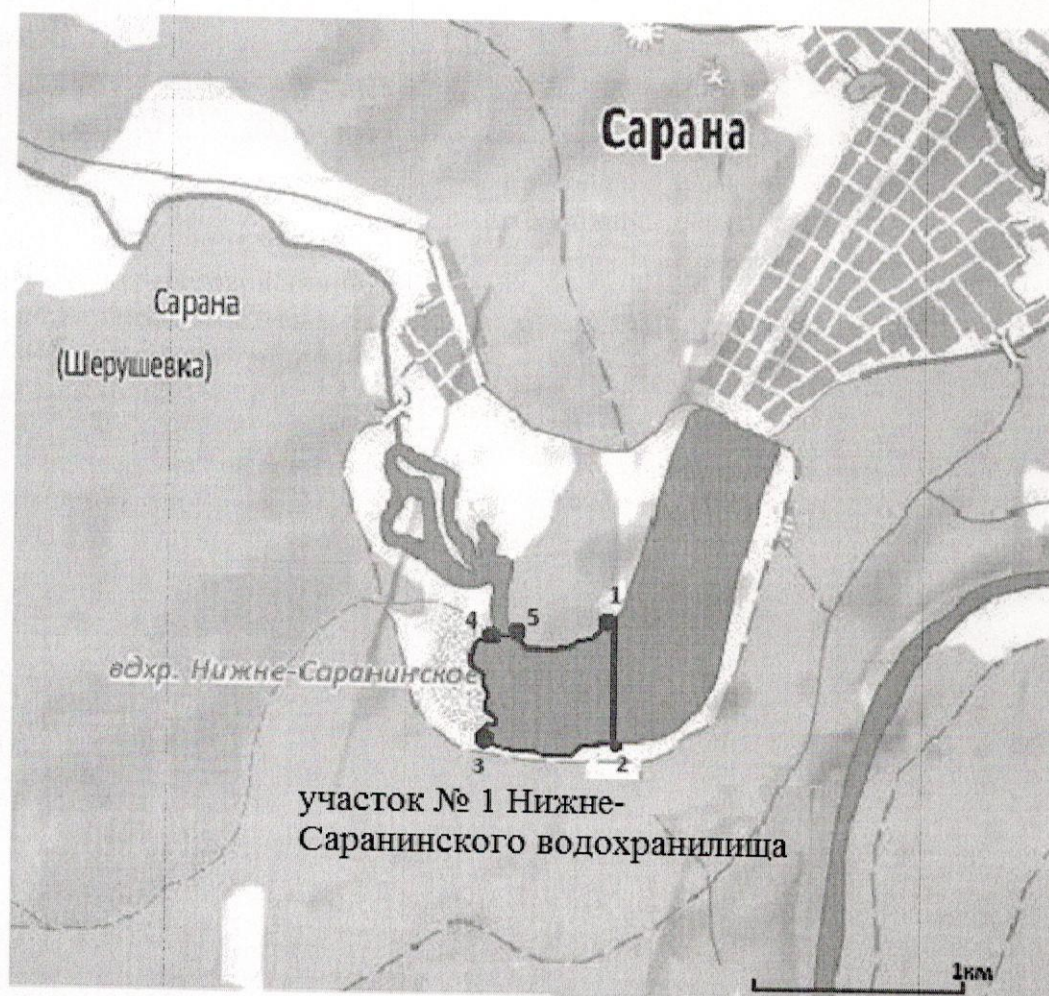 Сарана
Сарана
(Шерушевка)
1
4
5
вдхр. Нижне-Саранинское
3
2
участок № 1 Нижне-
Саранинского водохранилища
1км